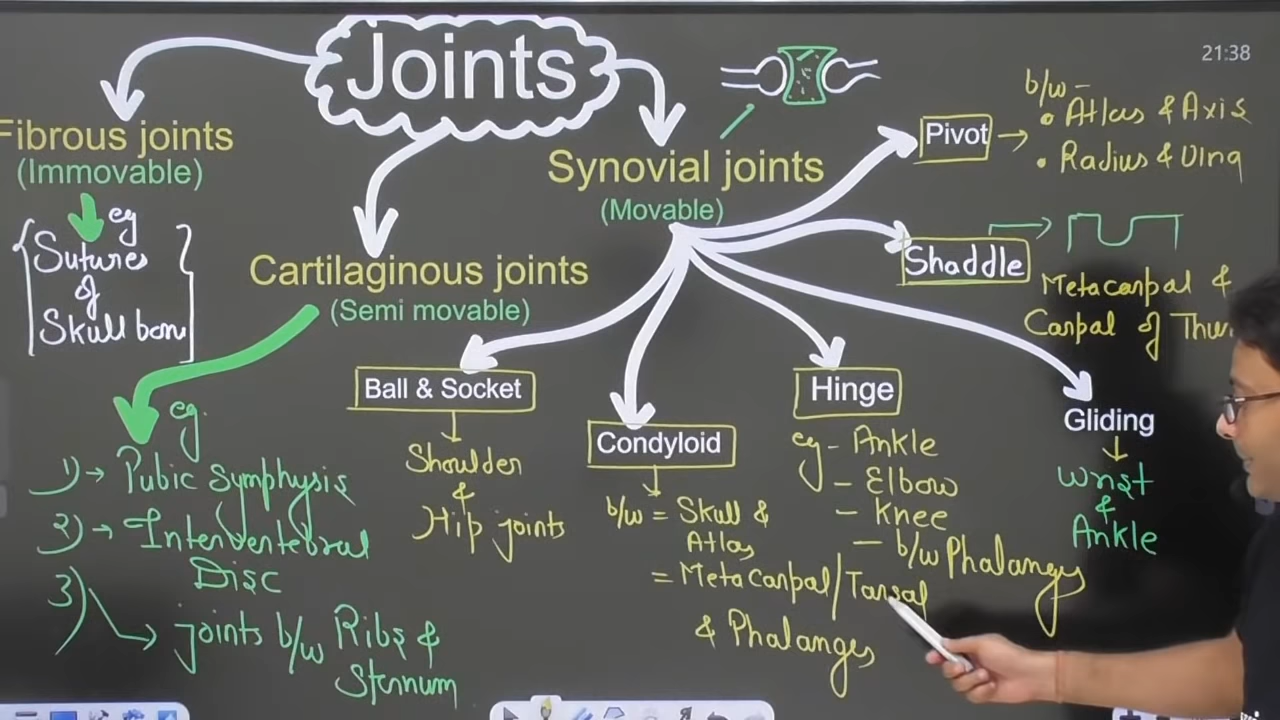 Joints
21:38
Fibrous joints
(Immovable)
eg
Sutures
of
Skull bone
Cartilaginous joints
(Semi movable)
eg.
1) → Pubic Symphysis
2) → Intervertebral
Disc
3) → joints b/w Ribs &
Sternum
Synovial joints
(Movable)
Pivot →
b/w -
• Atlas & Axis
• Radius & Ulna
Shaddle
Metacarpal &
Carpal of
Ball & Socket
Shoulder
&
Hip joints
Condyloid
b/w = Skull &
Atlas
= Metacarpal/Tarsal
& Phalanges
Hinge
eg - Ankle
- Elbow
- Knee
- b/w Phalanges
Gliding
Wrist
&
Ankle